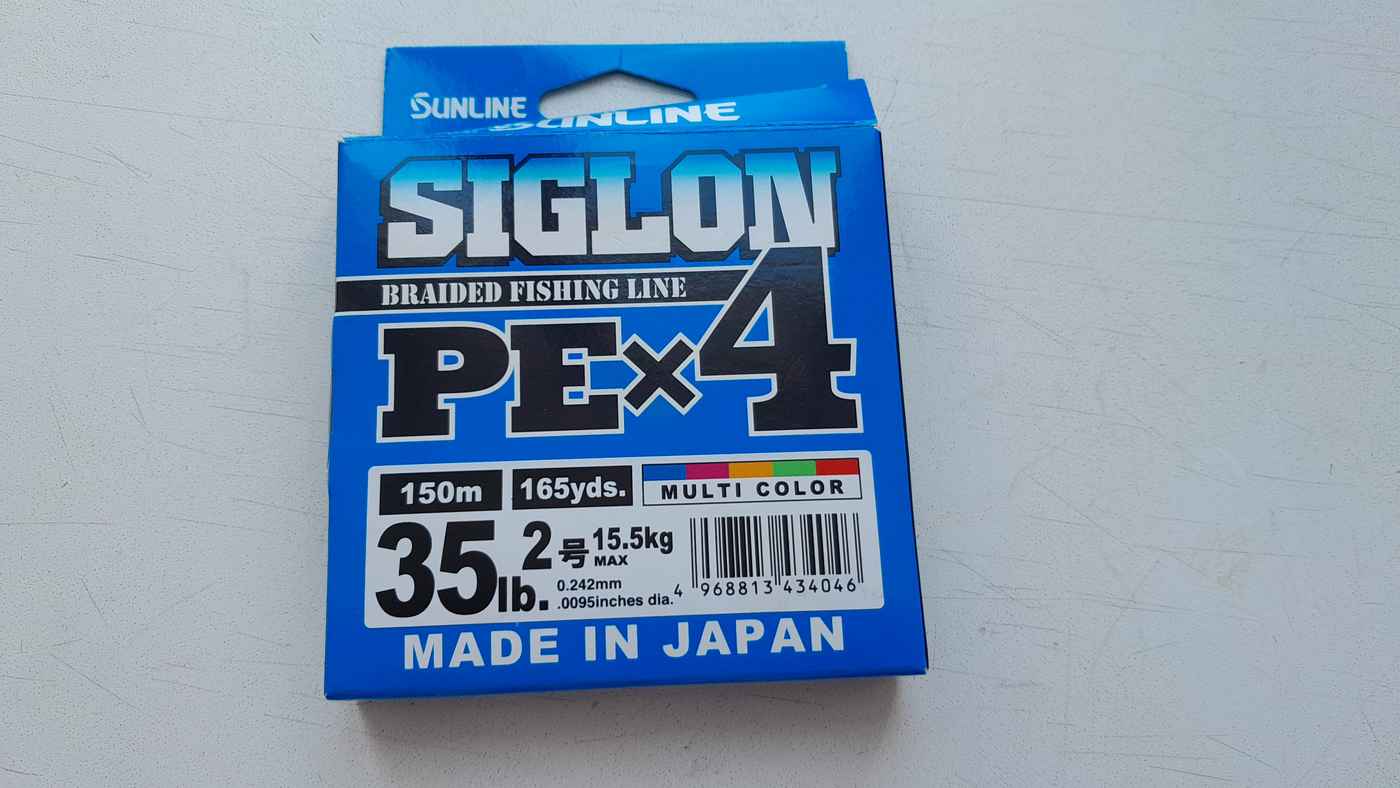 SUNLINE
SUNLINE
SIGLON
BRAIDED FISHING LINE
PE×4
150m 165yds. MULTI COLOR
35lb. 2号 15.5kg MAX
0.242mm
.0095inches dia.
4 968813 434046
MADE IN JAPAN